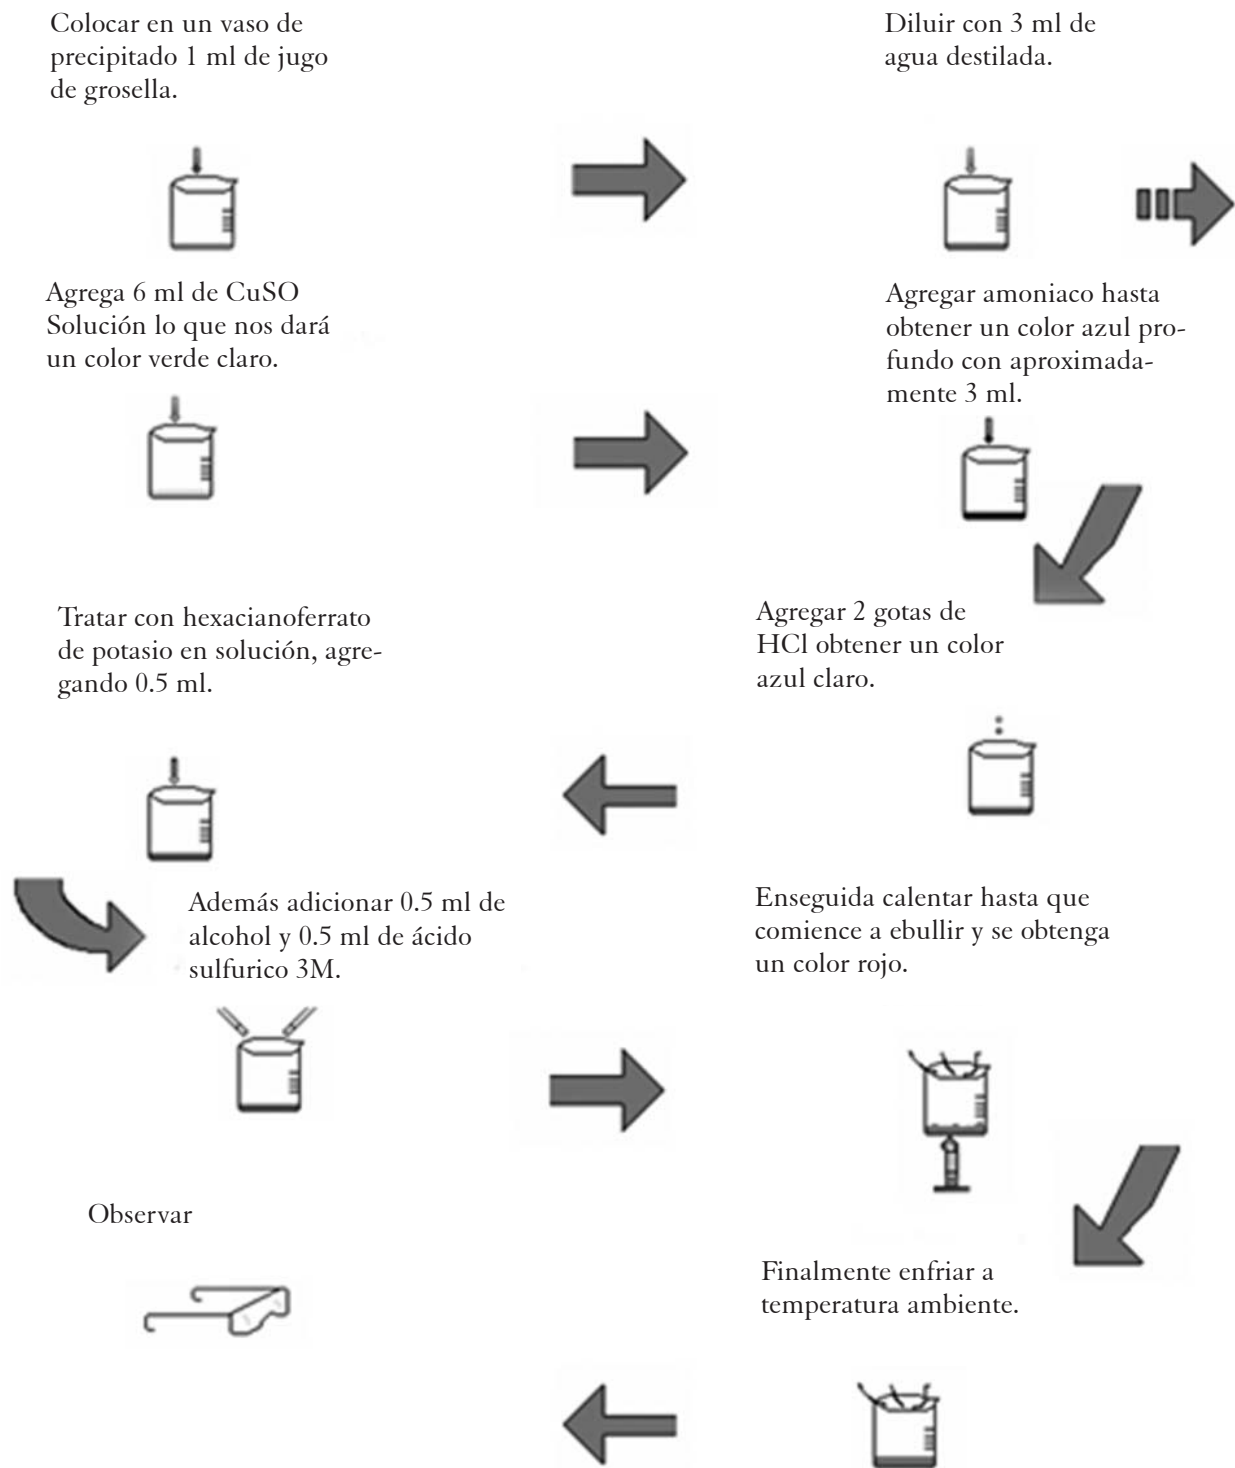 Colocar en un vaso de
precipitado 1 ml de jugo
de grosella.
Diluir con 3 ml de
agua destilada.
Agrega 6 ml de CuSO
Solución lo que nos dará
un color verde claro.
Agregar amoniaco hasta
obtener un color azul pro-
fundo con aproximada-
mente 3 ml.
Agregar 2 gotas de
HCl obtener un color
azul claro.
Tratar con hexacianoferrato
de potasio en solución, agre-
gando 0.5 ml.
Además adicionar 0.5 ml de
alcohol y 0.5 ml de ácido
sulfurico 3M.
Enseguida calentar hasta que
comience a ebullir y se obtenga
un color rojo.
Finalmente enfriar a
temperatura ambiente.
Observar